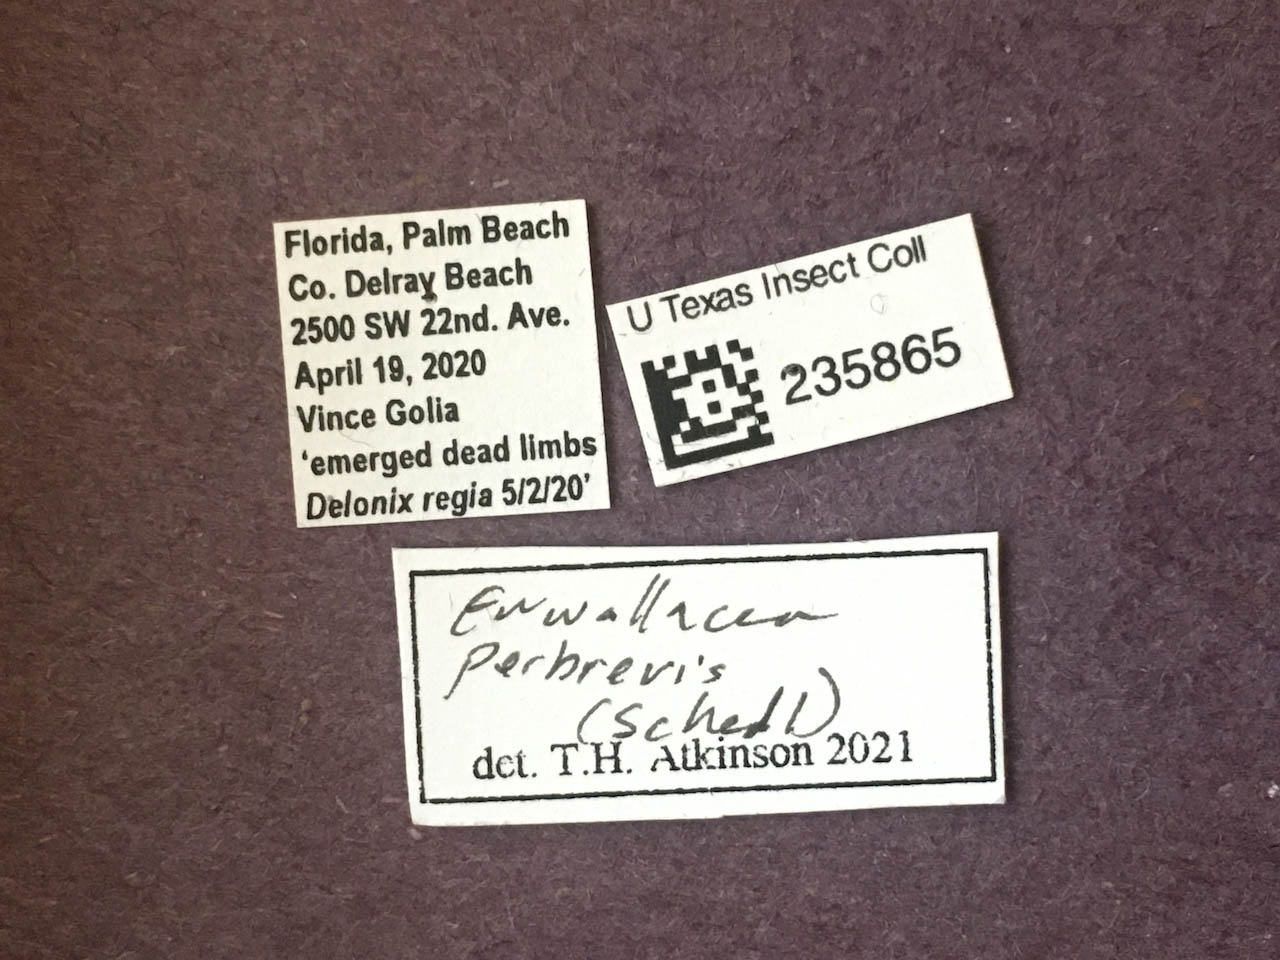 Florida, Palm Beach
Co. Delray Beach
2500 SW 22nd. Ave.
April 19, 2020
Vince Golia
‘emerged dead limbs
Delonix regia 5/2/20’
U Texas Insect Coll
235865
Euwallacea
perbrevis
(Schedl)
det. T.H. Atkinson 2021